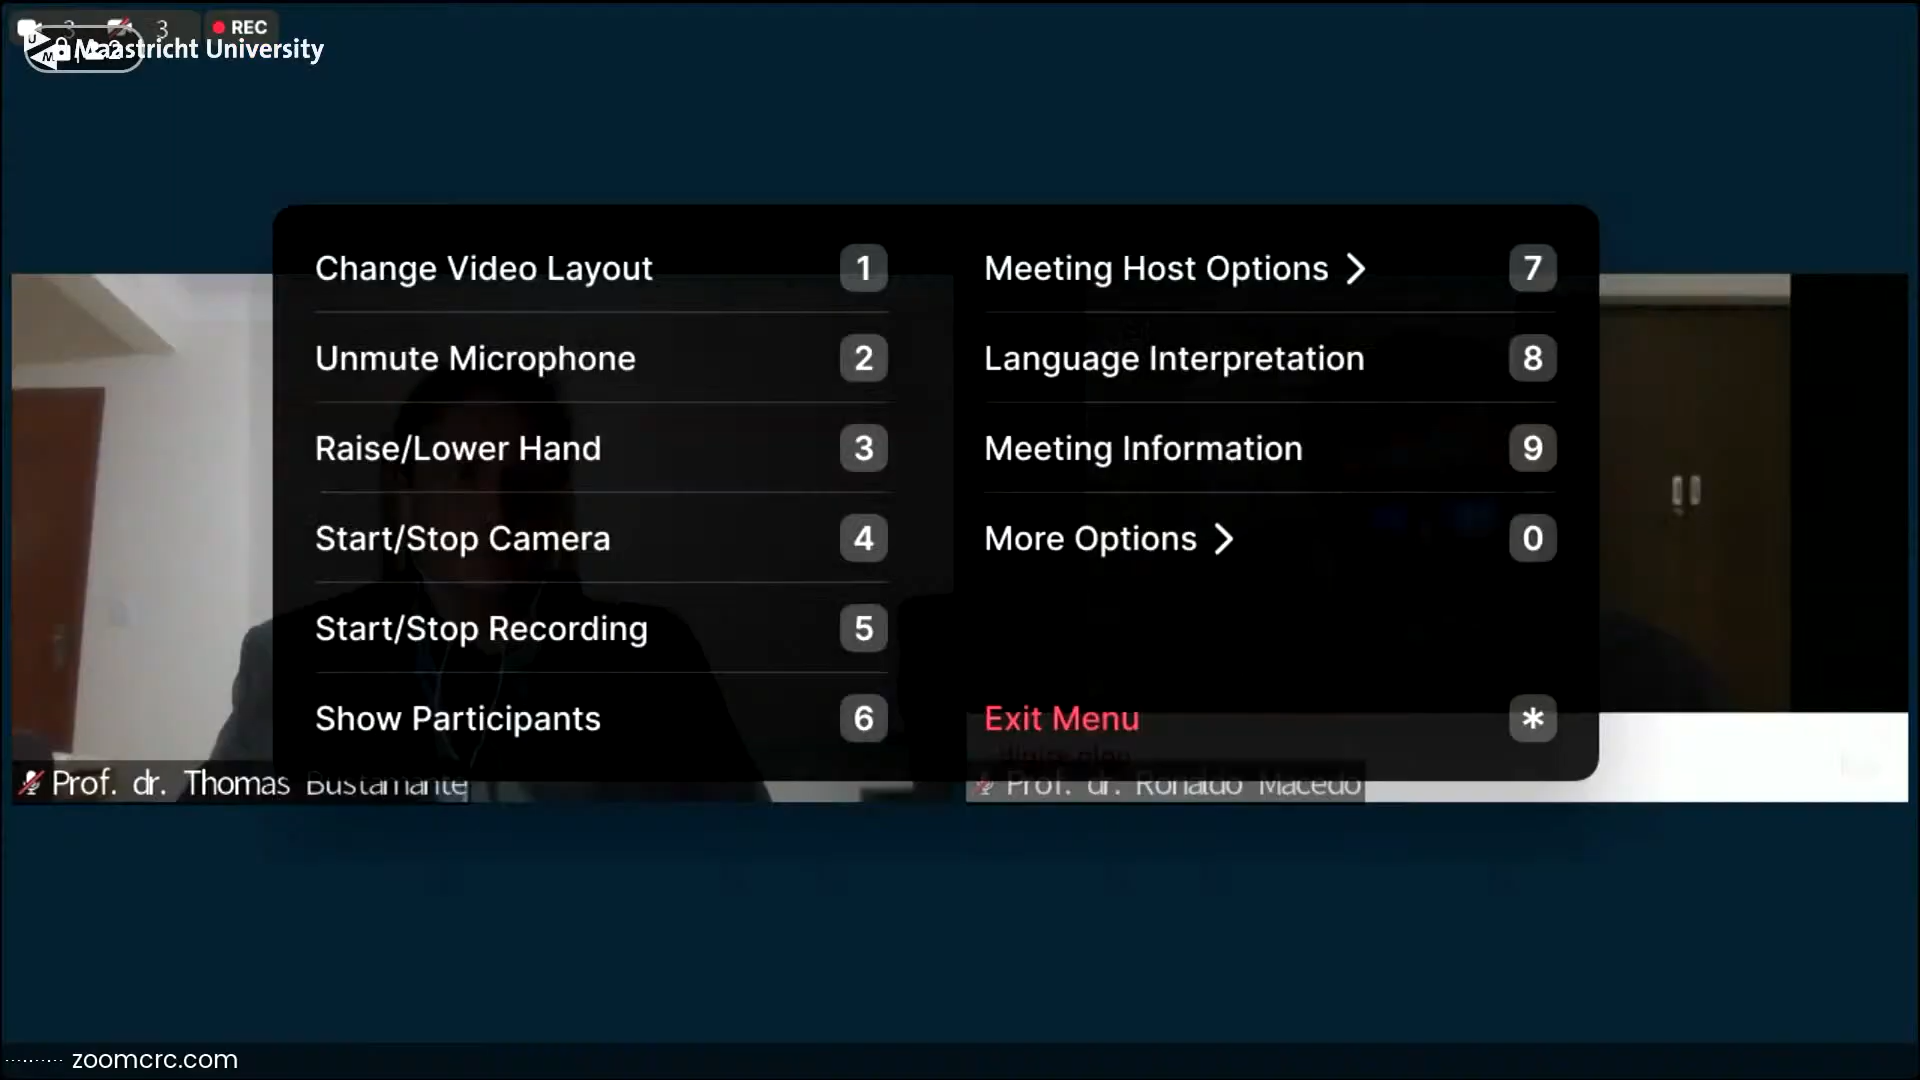 3 3 REC
Maastricht University
Change Video Layout 1
Unmute Microphone 2
Raise/Lower Hand 3
Start/Stop Camera 4
Start/Stop Recording 5
Show Participants 6
Meeting Host Options > 7
Language Interpretation 8
Meeting Information 9
More Options > 0
Exit Menu *
Prof. dr. Thomas Bustamante
Prof. dr. Ronaldo Macedo
zoomcrc.com